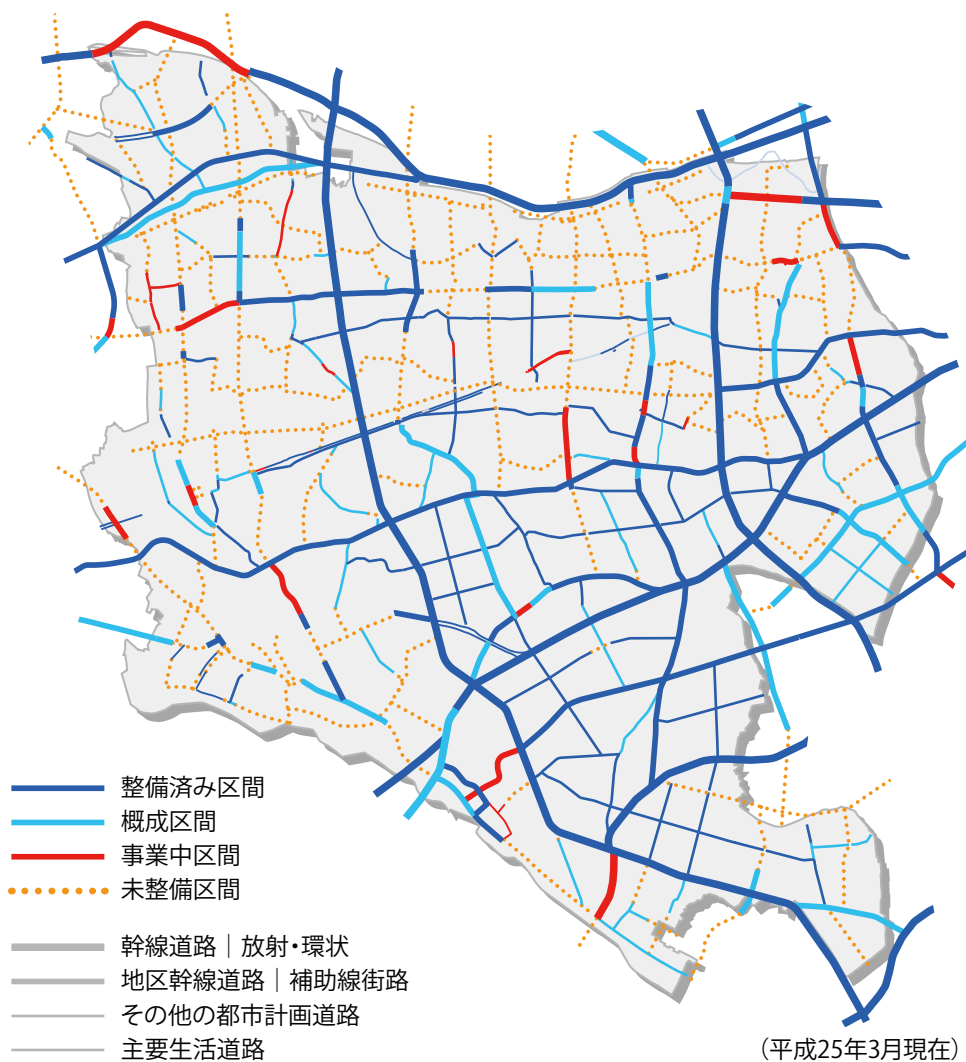 整備済み区間
概成区間
事業中区間
未整備区間
幹線道路｜放射・環状
地区幹線道路｜補助線街路
その他の都市計画道路
主要生活道路
（平成25年3月現在）